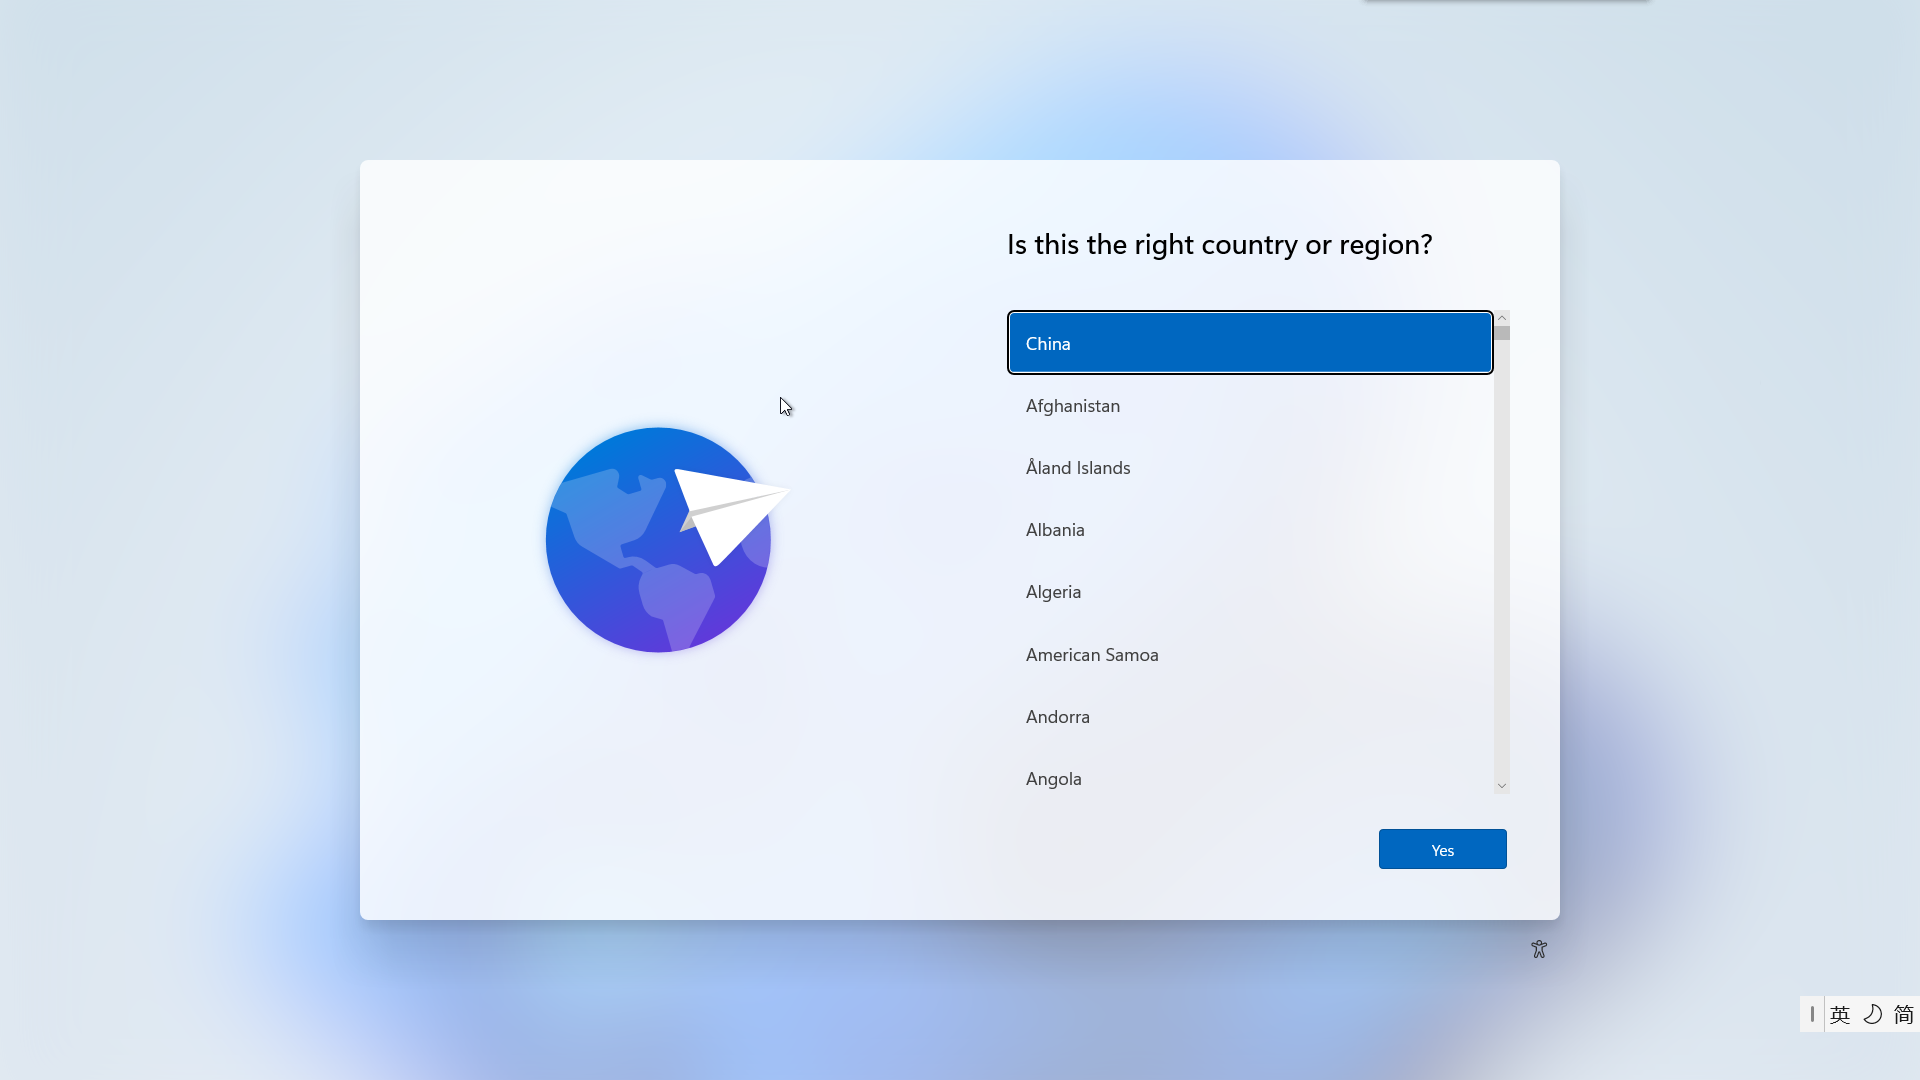 Is this the right country or region?
China
Afghanistan
Åland Islands
Albania
Algeria
American Samoa
Andorra
Angola
Yes
英 简